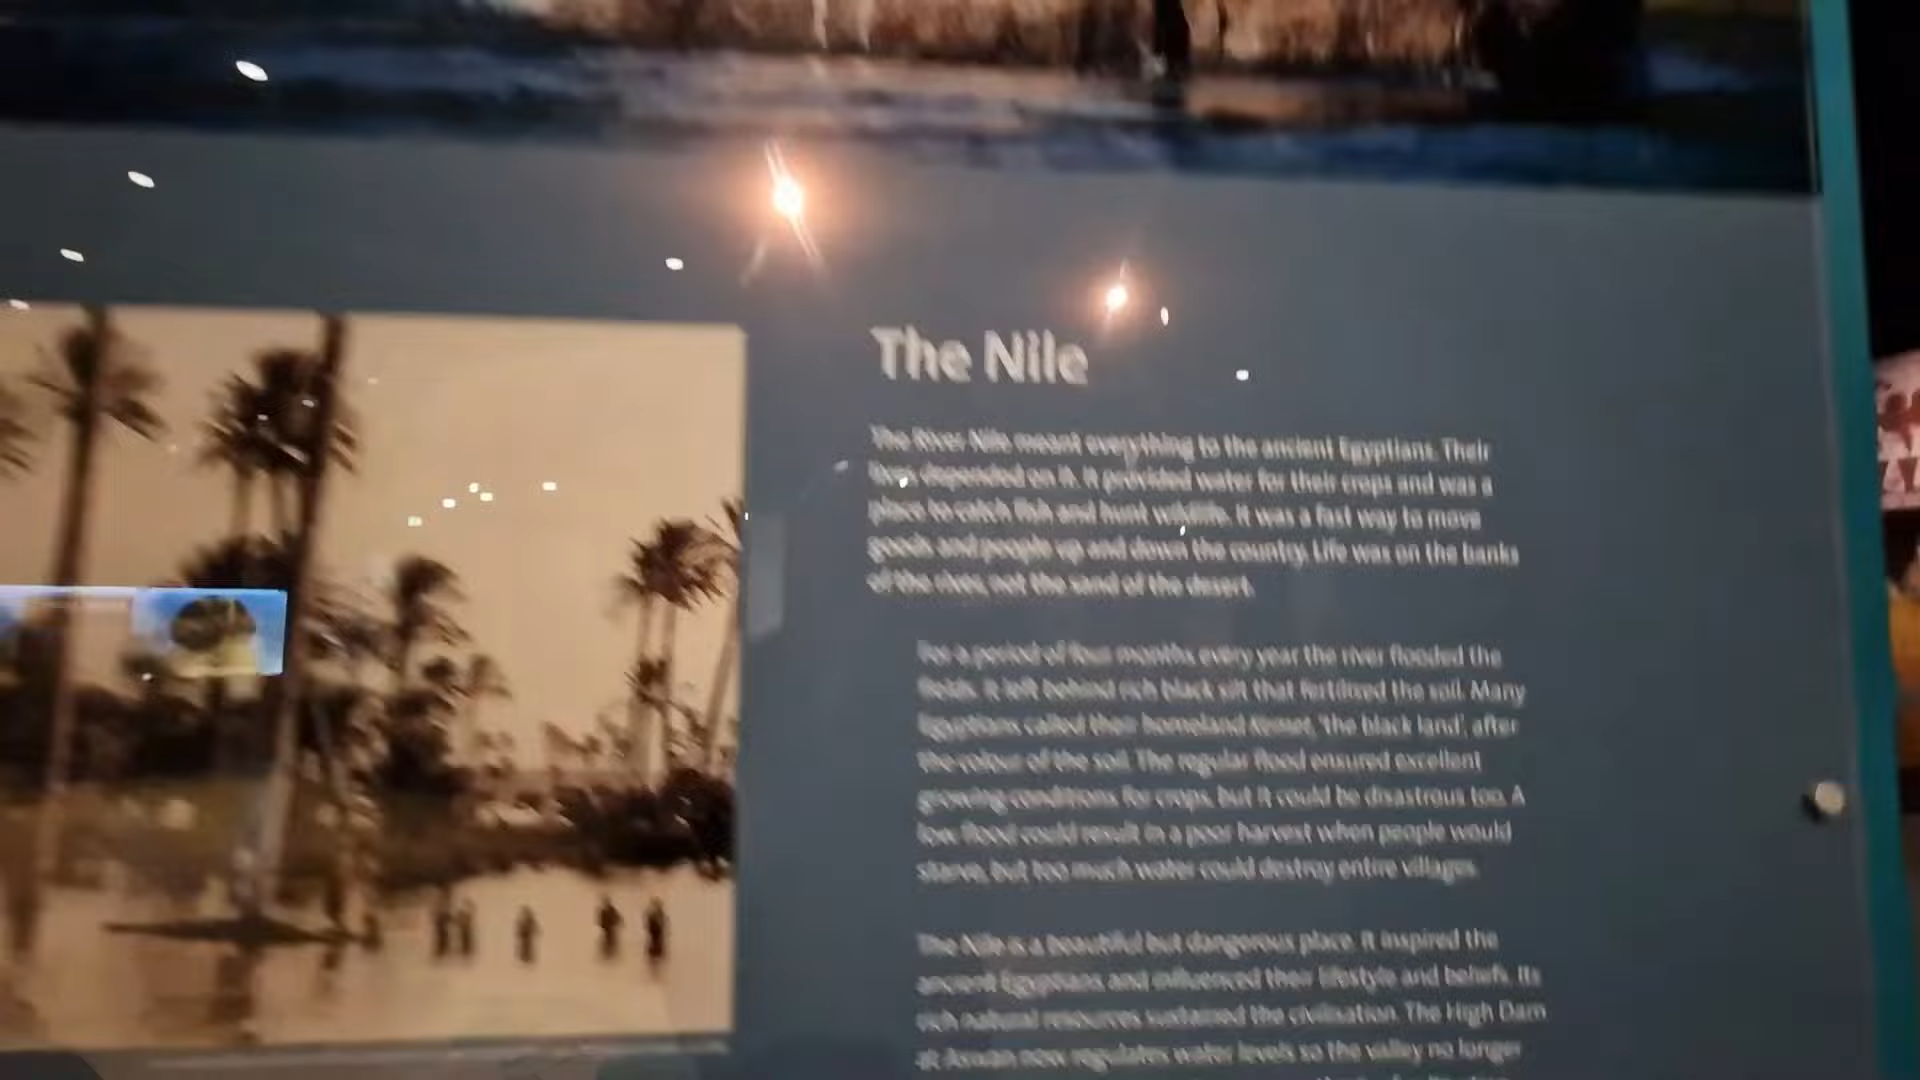 The Nile
The River Nile meant everything to the ancient Egyptians. Their
lives depended on it. It provided water for their crops and was a
place to catch fish and hunt wildlife. It was a fast way to move
goods and people up and down the country. Life was on the banks
of the river, not the sand of the desert.
For a period of four months every year the river flooded the
fields. It left behind rich black silt that fertilized the soil. Many
Egyptians called their homeland Kemet, 'the black land', after
the colour of the soil. The regular flood ensured excellent
growing conditions for crops, but it could be disastrous too. A
low flood could result in a poor harvest when people would
starve, but too much water could destroy entire villages.
The Nile is a beautiful but dangerous place. It inspired the
ancient Egyptians and influenced their lifestyle and beliefs. Its
rich natural resources sustained the civilisation. The High Dam
at Aswan now regulates water levels so the valley no longer